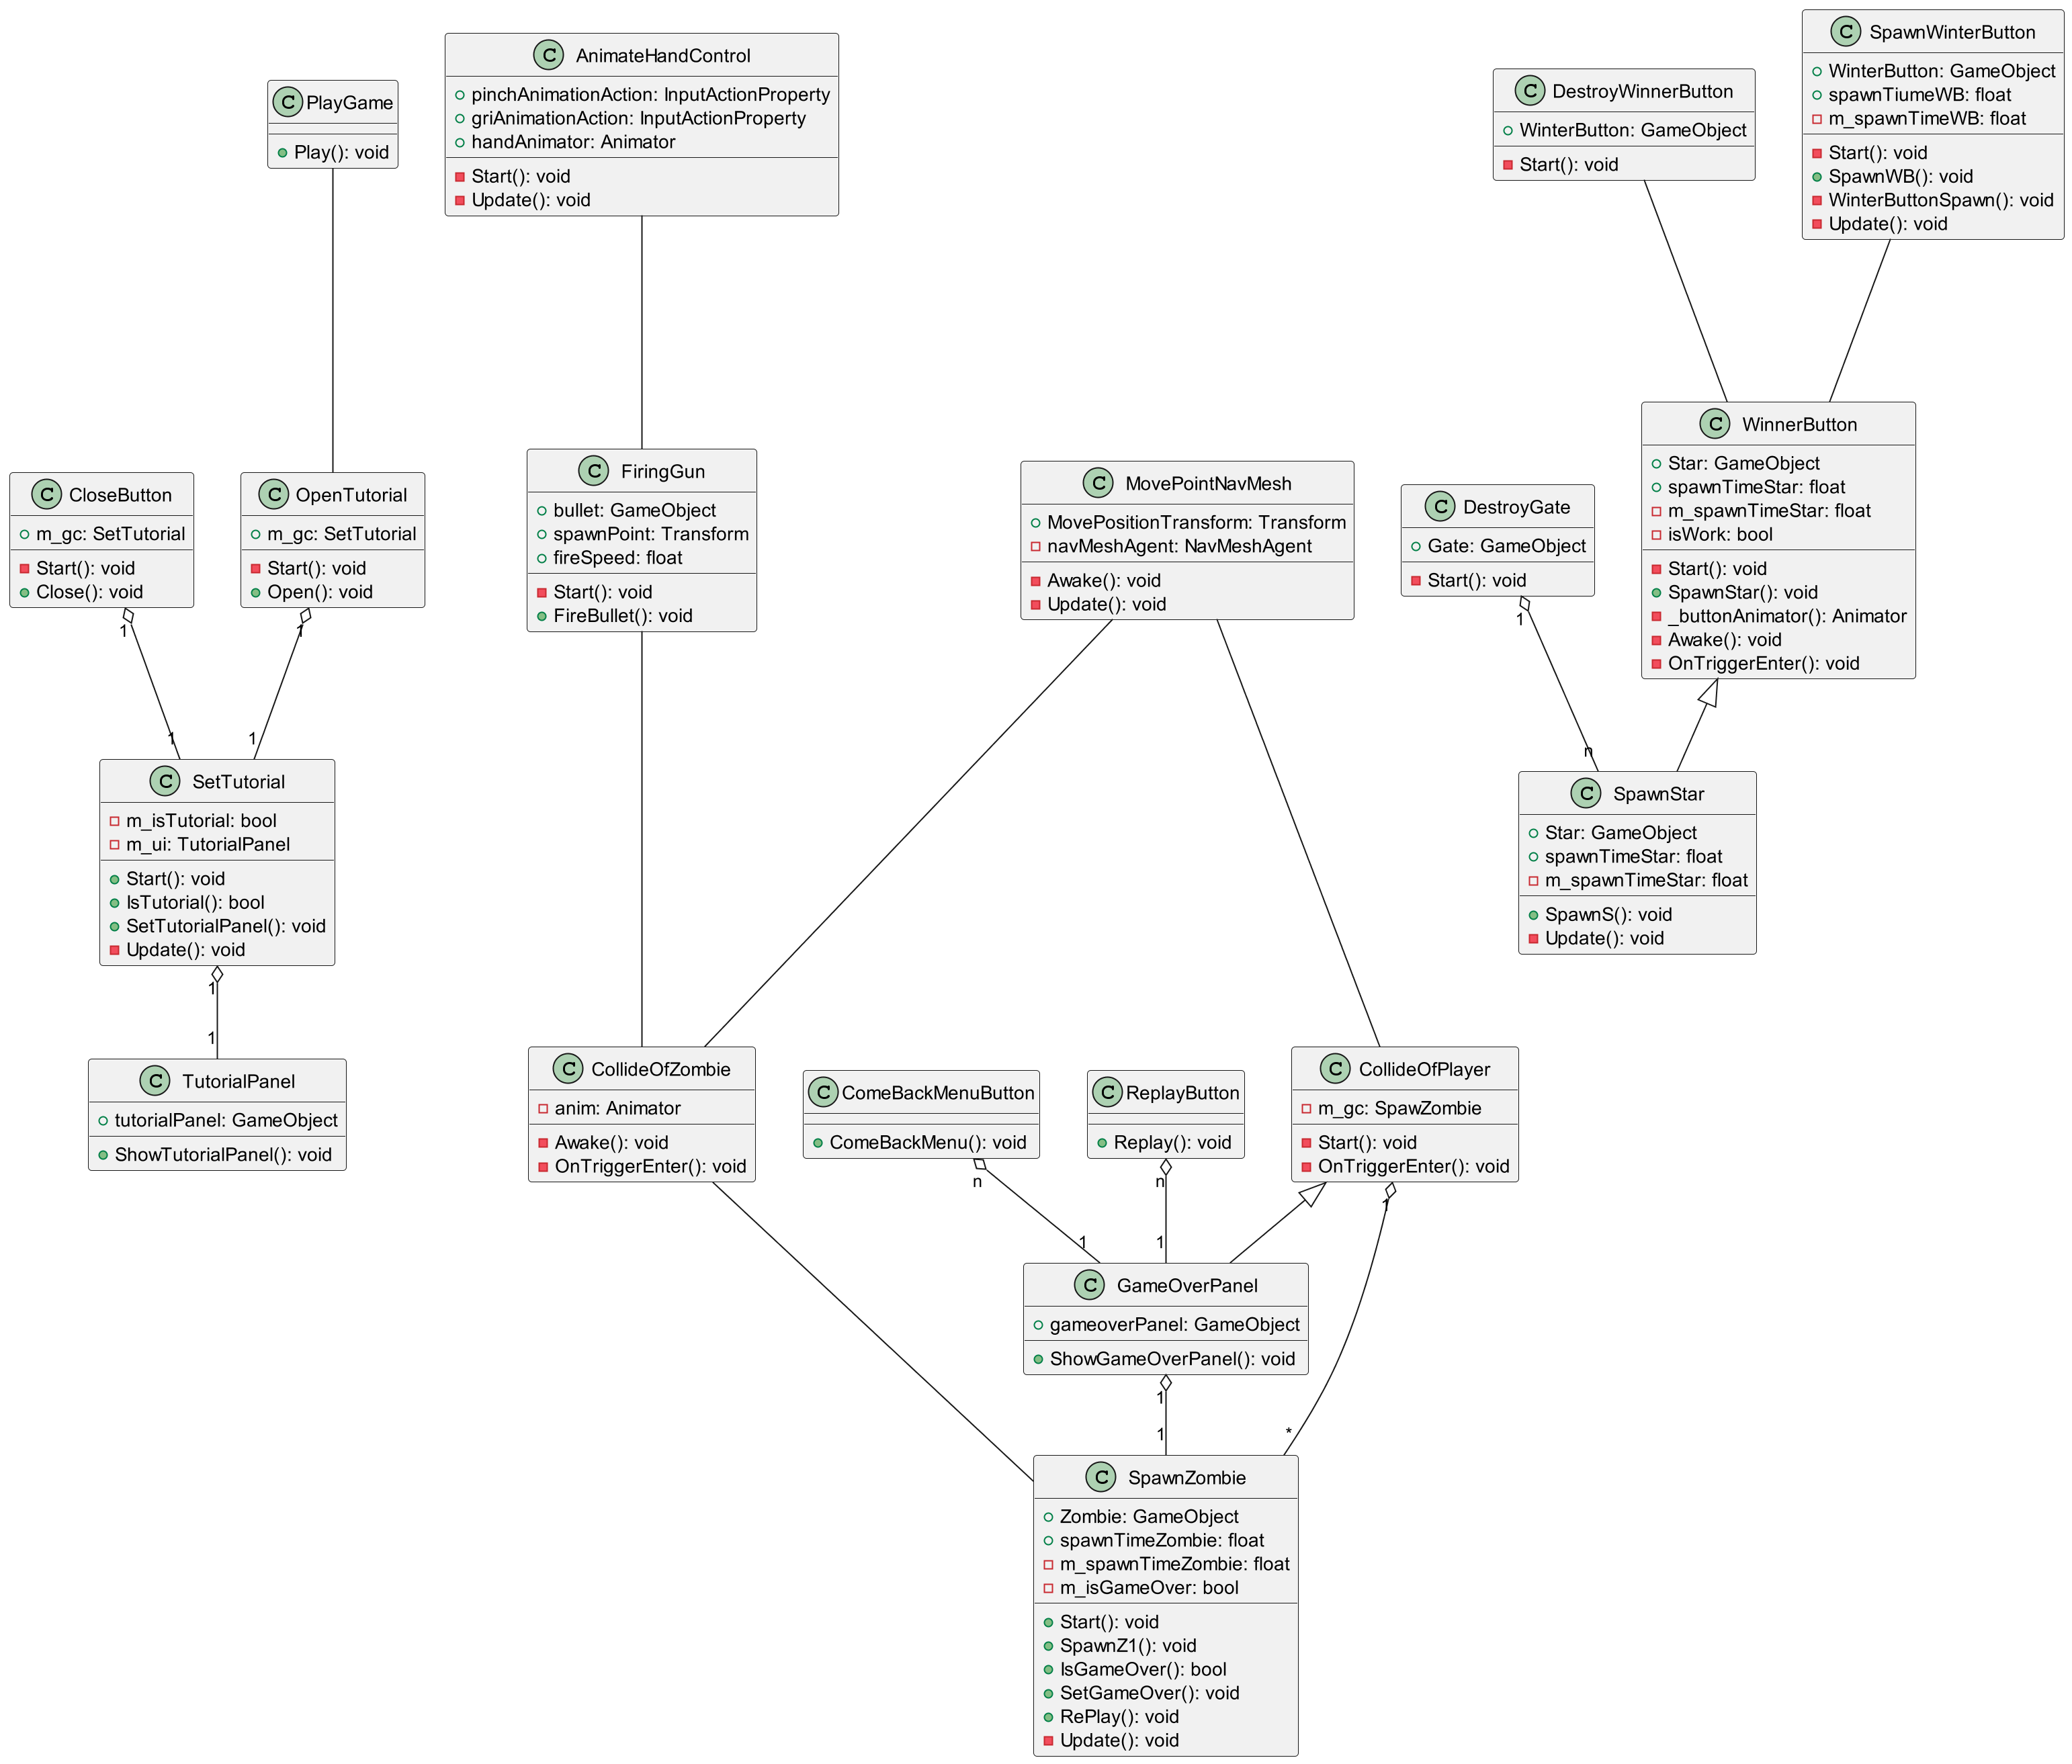 C PlayGame
Play(): void
C AnimateHandControl
pinchAnimationAction: InputActionProperty
griAnimationAction: InputActionProperty
handAnimator: Animator
Start(): void
Update(): void
C DestroyWinnerButton
WinterButton: GameObject
Start(): void
C SpawnWinterButton
WinterButton: GameObject
spawnTiumeWB: float
m_spawnTimeWB: float
Start(): void
SpawnWB(): void
WinterButtonSpawn(): void
Update(): void
C CloseButton
m_gc: SetTutorial
Start(): void
Close(): void
1
1
C OpenTutorial
m_gc: SetTutorial
Start(): void
Open(): void
1
1
C FiringGun
bullet: GameObject
spawnPoint: Transform
fireSpeed: float
Start(): void
FireBullet(): void
C MovePointNavMesh
MovePositionTransform: Transform
navMeshAgent: NavMeshAgent
Awake(): void
Update(): void
C DestroyGate
Gate: GameObject
Start(): void
1
n
C WinnerButton
Star: GameObject
spawnTimeStar: float
m_spawnTimeStar: float
isWork: bool
Start(): void
SpawnStar(): void
_buttonAnimator(): Animator
Awake(): void
OnTriggerEnter(): void
C SetTutorial
m_isTutorial: bool
m_ui: TutorialPanel
Start(): void
IsTutorial(): bool
SetTutorialPanel(): void
Update(): void
1
1
C SpawnStar
Star: GameObject
spawnTimeStar: float
m_spawnTimeStar: float
SpawnS(): void
Update(): void
C TutorialPanel
tutorialPanel: GameObject
ShowTutorialPanel(): void
C CollideOfZombie
anim: Animator
Awake(): void
OnTriggerEnter(): void
C ComeBackMenuButton
ComeBackMenu(): void
n
1
C ReplayButton
Replay(): void
n
1
C CollideOfPlayer
m_gc: SpawZombie
Start(): void
OnTriggerEnter(): void
1
*
C GameOverPanel
gameoverPanel: GameObject
ShowGameOverPanel(): void
1
1
C SpawnZombie
Zombie: GameObject
spawnTimeZombie: float
m_spawnTimeZombie: float
m_isGameOver: bool
Start(): void
SpawnZ1(): void
IsGameOver(): bool
SetGameOver(): void
RePlay(): void
Update(): void